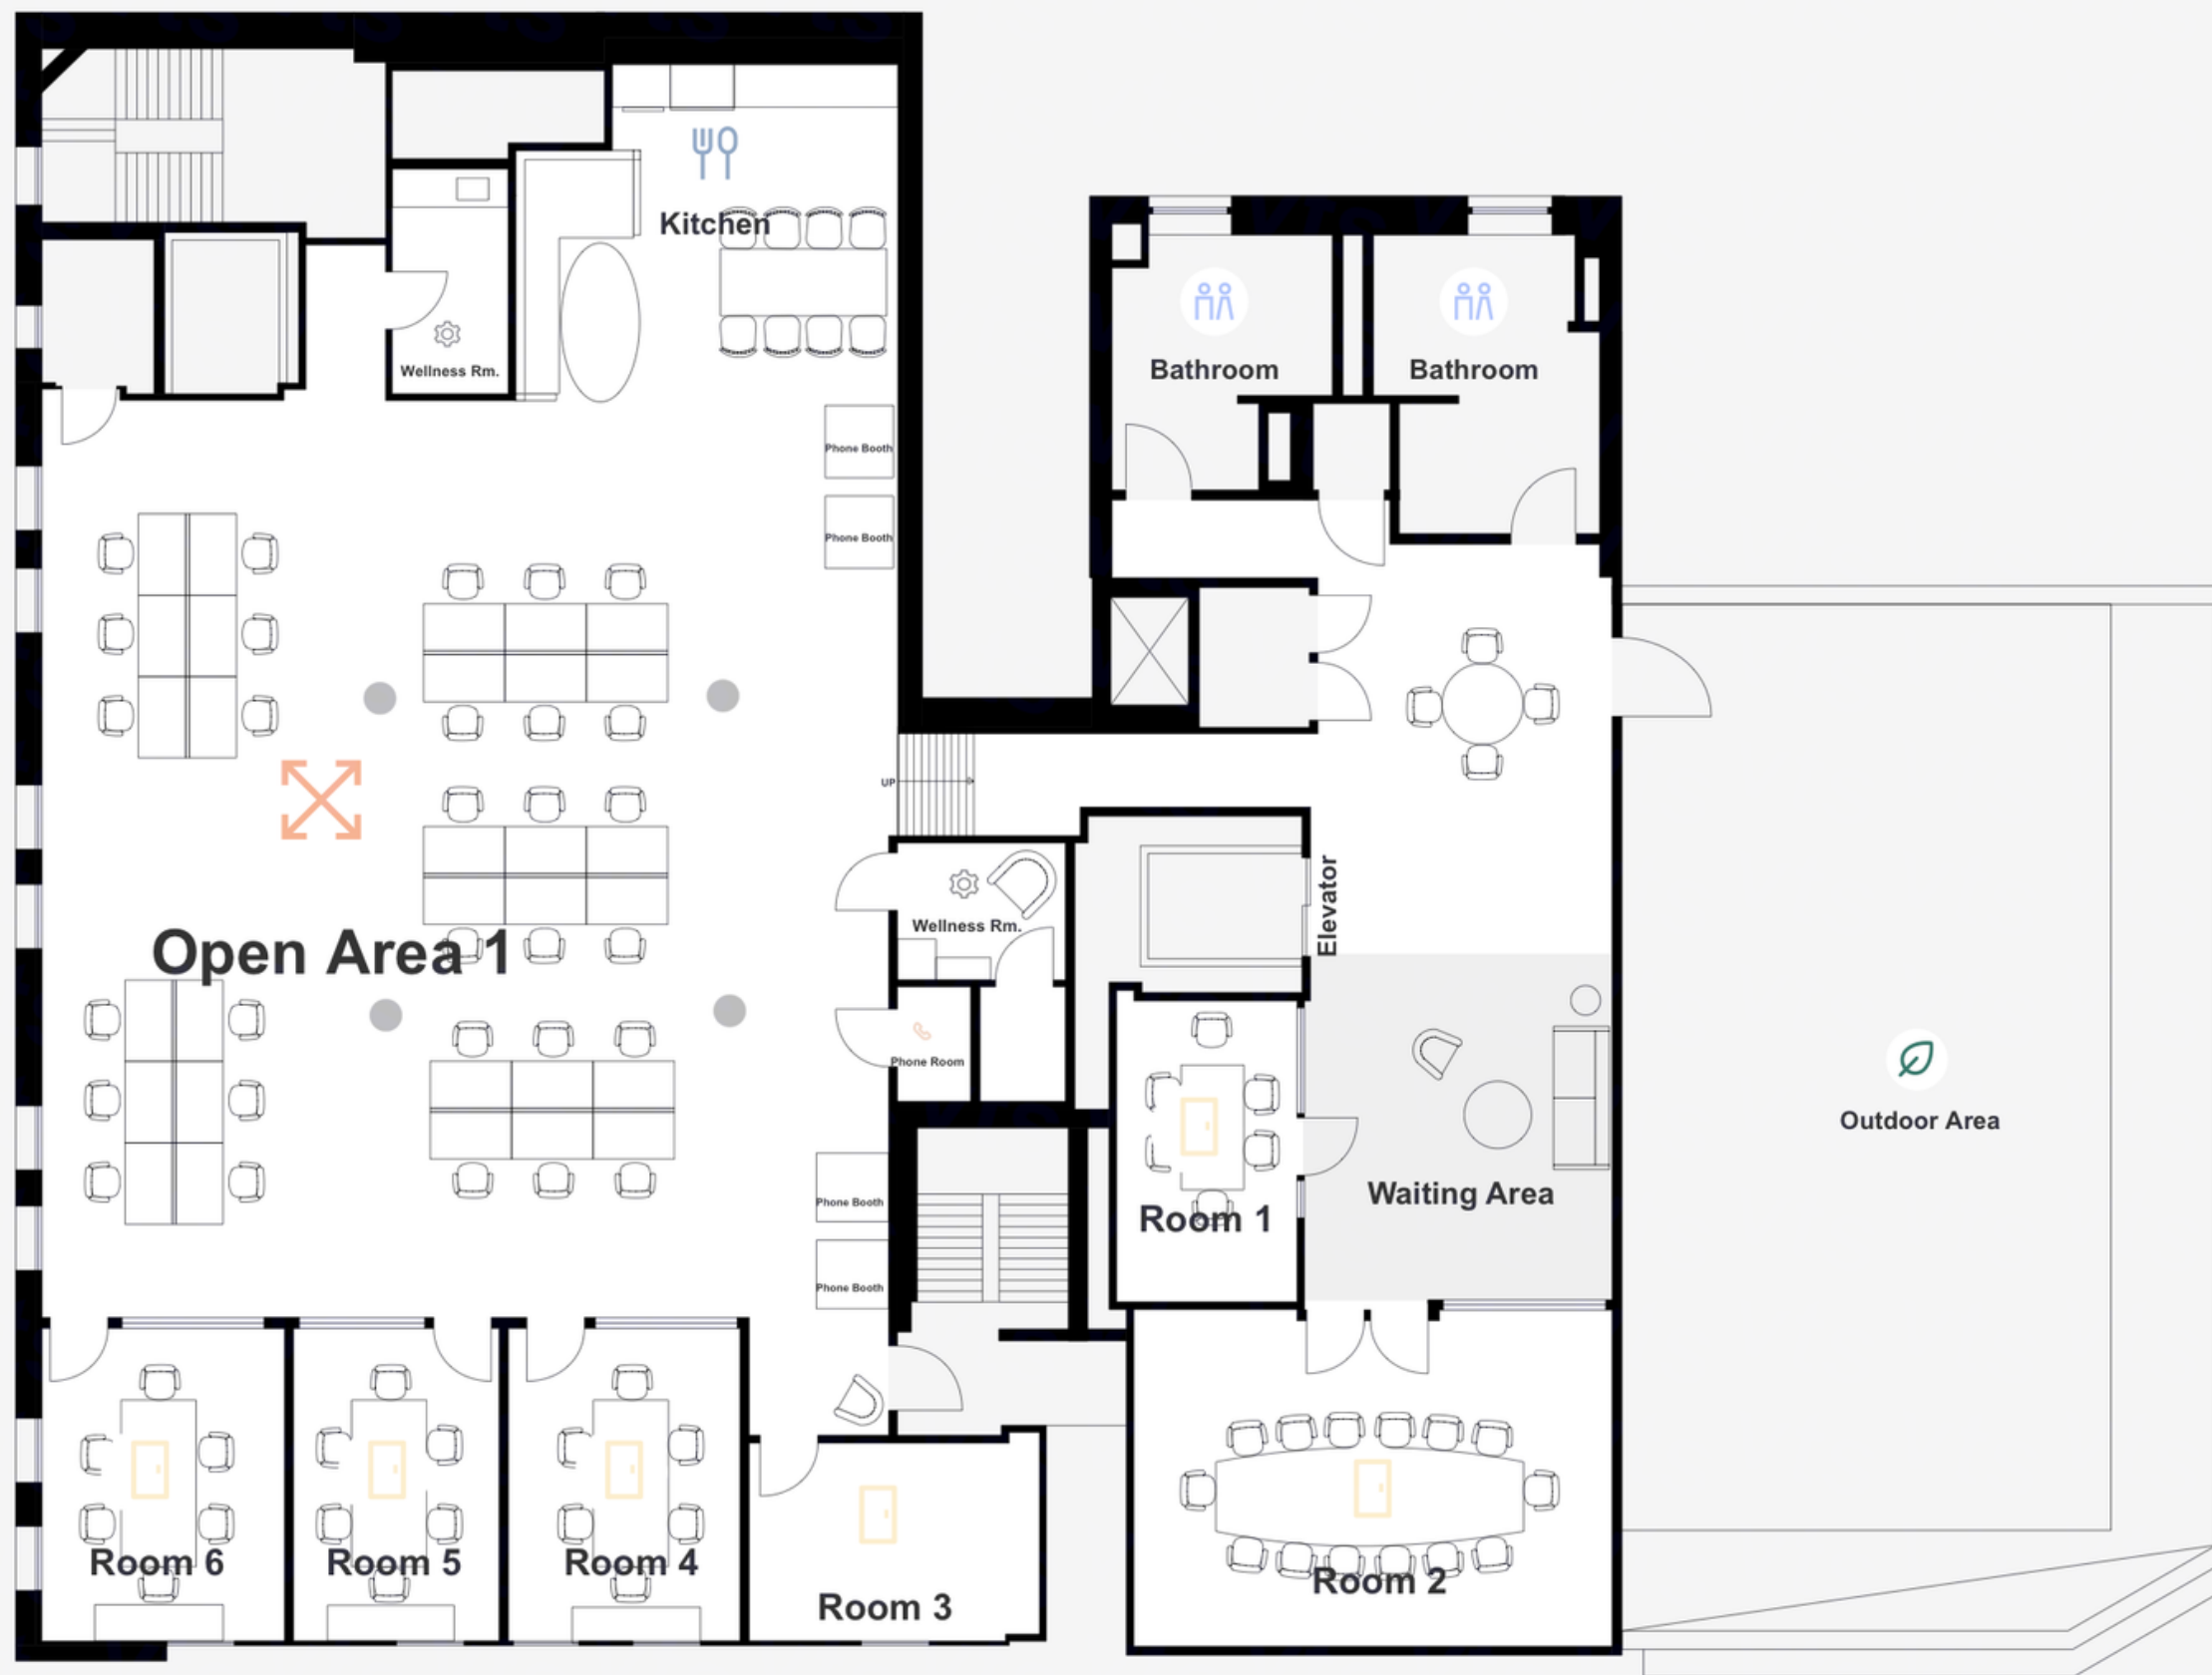 Kitchen
Wellness Rm.
Bathroom
Bathroom
Phone Booth
Phone Booth
UP
Elevator
Wellness Rm.
Open Area 1
Phone Room
Outdoor Area
Waiting Area
Phone Booth
Room 1
Phone Booth
Room 6
Room 5
Room 4
Room 3
Room 2